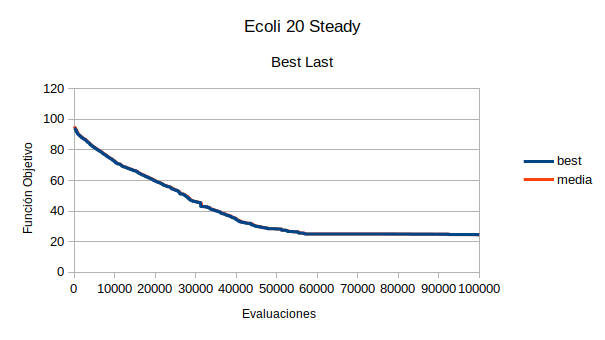 Ecoli 20 Steady
Best Last
120
100
80
60
40
20
0
Función Objetivo
0 10000 20000 30000 40000 50000 60000 70000 80000 90000 100000
Evaluaciones
best
media